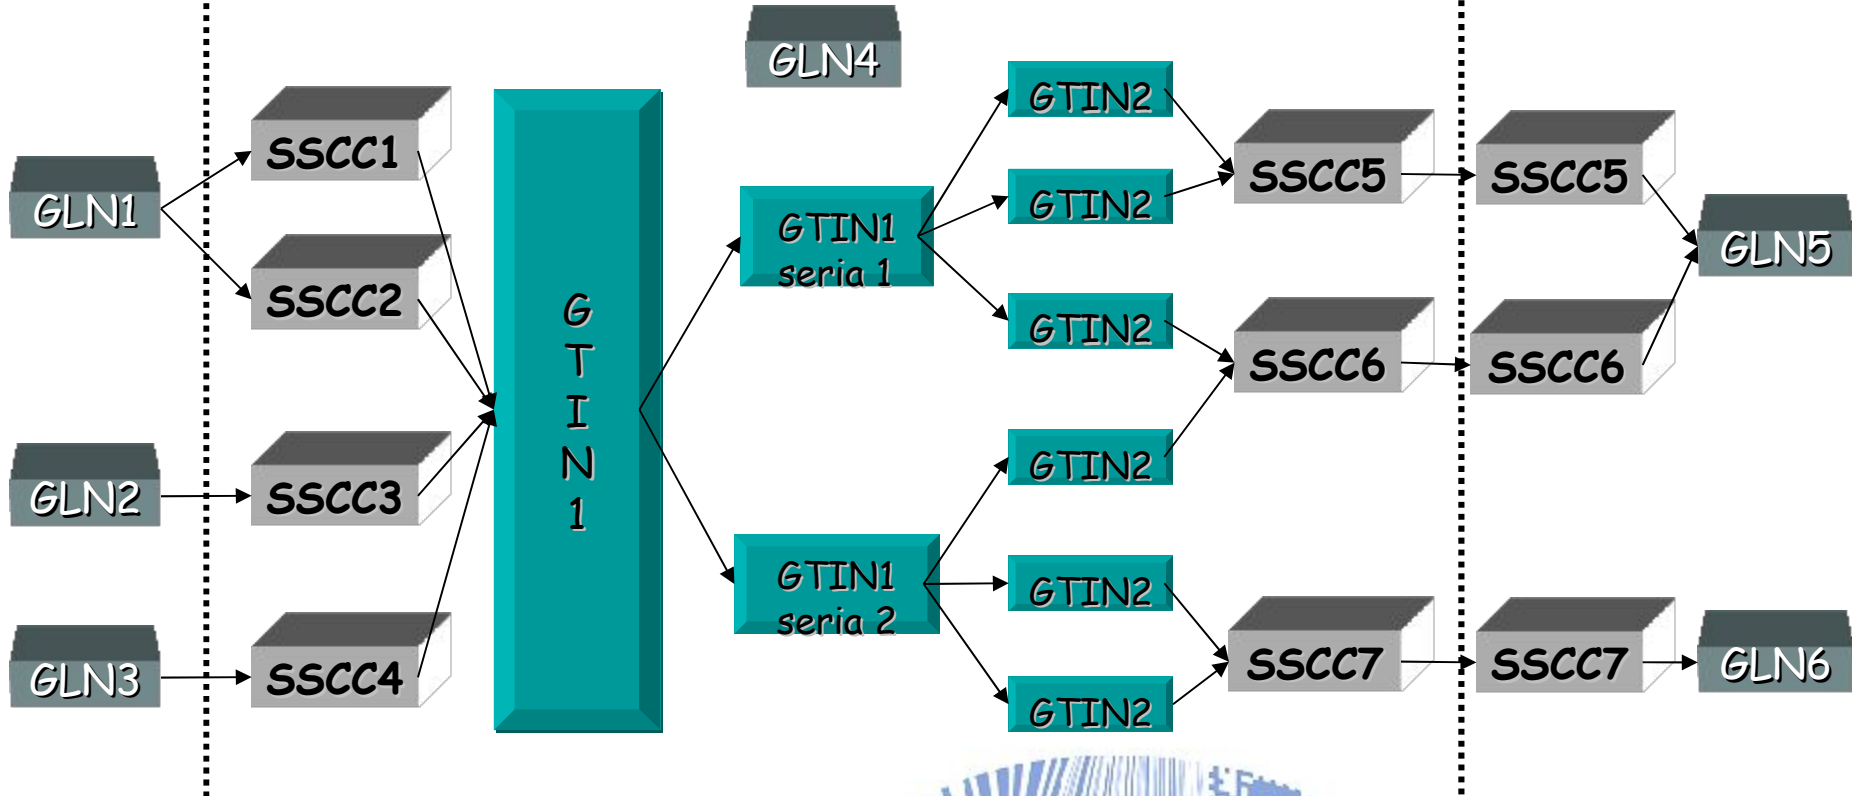 GLN4
GTIN2
SSCC1
SSCC5
SSCC5
GLN1
GTIN2
GTIN1
seria 1
GLN5
SSCC2
G
T
I
N
1
GTIN2
SSCC6
SSCC6
GTIN2
GLN2
SSCC3
GTIN1
seria 2
GTIN2
GLN3
SSCC4
SSCC7
SSCC7
GLN6
GTIN2